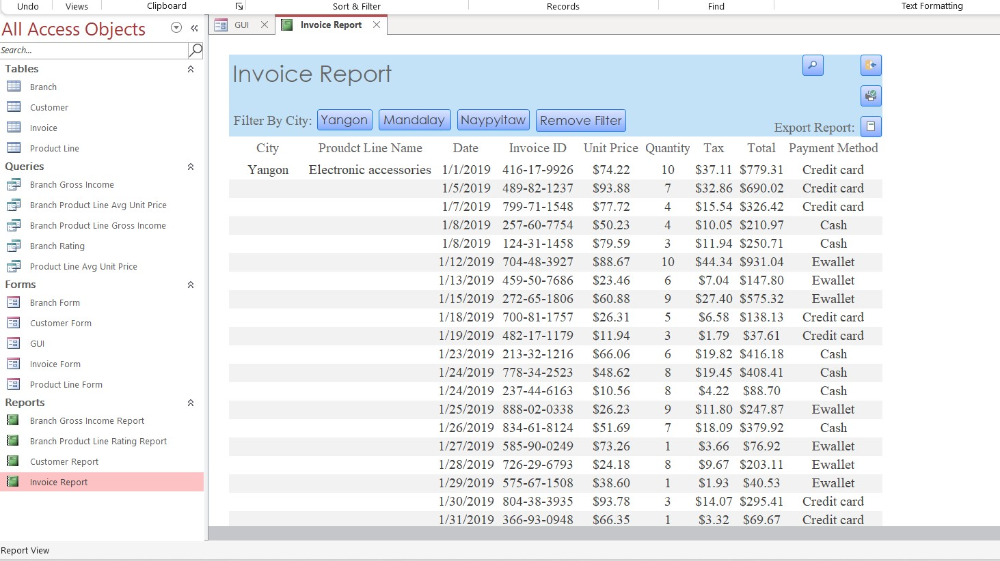 Undo Views Clipboard Sort & Filter Records Find Text Formatting
All Access Objects
Search...
Tables
Branch
Customer
Invoice
Product Line
Queries
Branch Gross Income
Branch Product Line Avg Unit Price
Branch Product Line Gross Income
Branch Rating
Product Line Avg Unit Price
Forms
Branch Form
Customer Form
GUI
Invoice Form
Product Line Form
Reports
Branch Gross Income Report
Branch Product Line Rating Report
Customer Report
Invoice Report
GUI Invoice Report
Invoice Report
Filter By City: Yangon Mandalay Naypyitaw Remove Filter
Export Report:
City Proudct Line Name Date Invoice ID Unit Price Quantity Tax Total Payment Method
Yangon Electronic accessories 1/1/2019 416-17-9926 $74.22 10 $37.11 $779.31 Credit card
1/5/2019 489-82-1237 $93.88 7 $32.86 $690.02 Credit card
1/7/2019 799-71-1548 $77.72 4 $15.54 $326.42 Credit card
1/8/2019 257-60-7754 $50.23 4 $10.05 $210.97 Cash
1/8/2019 124-31-1458 $79.59 3 $11.94 $250.71 Cash
1/12/2019 704-48-3927 $88.67 10 $44.34 $931.04 Ewallet
1/13/2019 459-50-7686 $23.46 6 $7.04 $147.80 Ewallet
1/15/2019 272-65-1806 $60.88 9 $27.40 $575.32 Ewallet
1/18/2019 700-81-1757 $26.31 5 $6.58 $138.13 Credit card
1/19/2019 482-17-1179 $11.94 3 $1.79 $37.61 Credit card
1/23/2019 213-32-1216 $66.06 6 $19.82 $416.18 Cash
1/24/2019 778-34-2523 $48.62 8 $19.45 $408.41 Cash
1/24/2019 237-44-6163 $10.56 8 $4.22 $88.70 Cash
1/25/2019 888-02-0338 $26.23 9 $11.80 $247.87 Ewallet
1/26/2019 834-61-8124 $51.69 7 $18.09 $379.92 Cash
1/27/2019 585-90-0249 $73.26 1 $3.66 $76.92 Ewallet
1/28/2019 726-29-6793 $24.18 8 $9.67 $203.11 Ewallet
1/29/2019 575-67-1508 $38.60 1 $1.93 $40.53 Ewallet
1/30/2019 804-38-3935 $93.78 3 $14.07 $295.41 Credit card
1/31/2019 366-93-0948 $66.35 1 $3.32 $69.67 Credit card
Report View